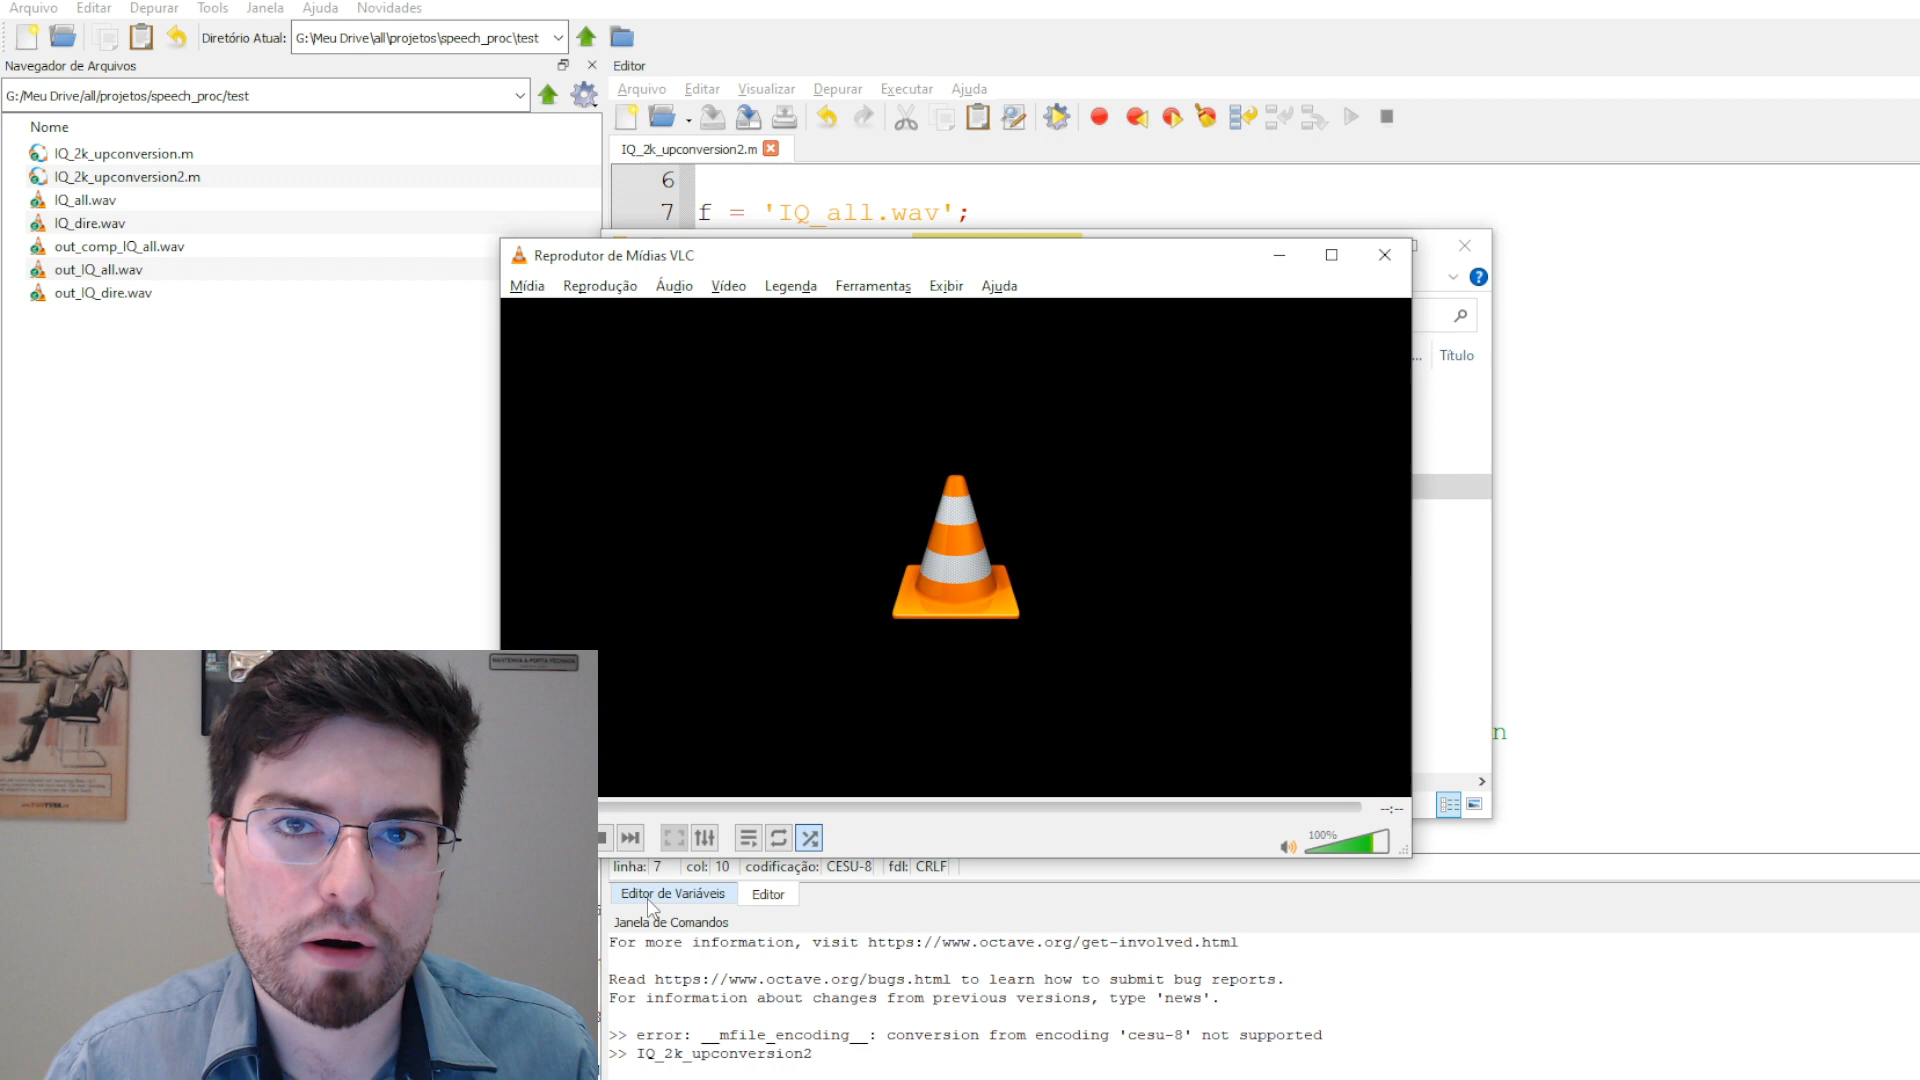 Arquivo Editar Depurar Tools Janela Ajuda Novidades
Diretório Atual: G:\Meu Drive\all\projetos\speech_proc\test
Navegador de Arquivos
G:/Meu Drive/all/projetos/speech_proc/test
Nome
IQ_2k_upconversion.m
IQ_2k_upconversion2.m
IQ_all.wav
IQ_dire.wav
out_comp_IQ_all.wav
out_IQ_all.wav
out_IQ_dire.wav
Editor
Arquivo Editar Visualizar Depurar Executar Ajuda
IQ_2k_upconversion2.m
6
7 f = 'IQ_all.wav';
Reprodutor de Mídias VLC
Mídia Reprodução Áudio Vídeo Legenda Ferramentas Exibir Ajuda
... Título
n
--:--
100%
MANTENHA A PORTA FECHADA
linha: 7 col: 10 codificação: CESU-8 fdl: CRLF
Editor de Variáveis Editor
Janela de Comandos
For more information, visit https://www.octave.org/get-involved.html
Read https://www.octave.org/bugs.html to learn how to submit bug reports.
For information about changes from previous versions, type 'news'.
>> error: __mfile_encoding__: conversion from encoding 'cesu-8' not supported
>> IQ_2k_upconversion2